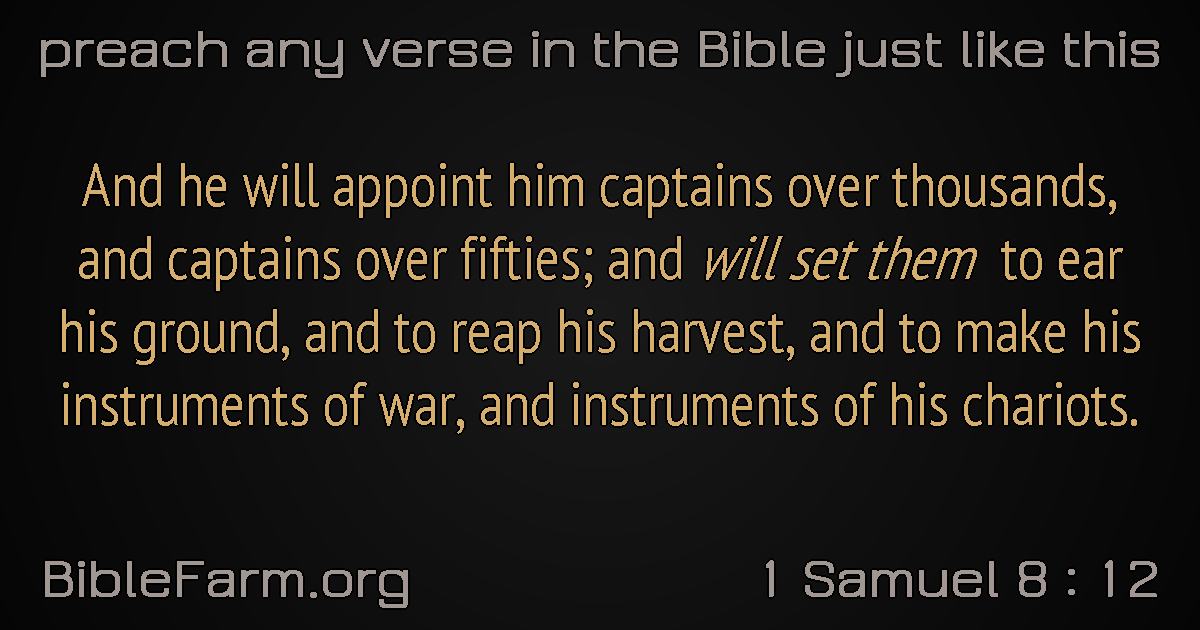 preach any verse in the Bible just like this
And he will appoint him captains over thousands,
and captains over fifties; and will set them to ear
his ground, and to reap his harvest, and to make his
instruments of war, and instruments of his chariots.
BibleFarm.org
1 Samuel 8 : 12